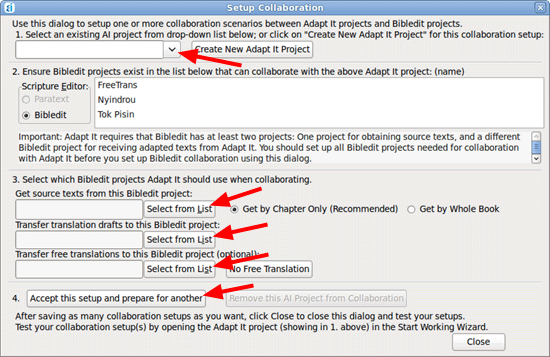 Setup Collaboration
Use this dialog to setup one or more collaboration scenarios between Adapt It projects and Bibledit projects.
1. Select an existing AI project from drop-down list below; or click on "Create New Adapt It Project" for this collaboration setup:
Create New Adapt It Project
2. Ensure Bibledit projects exist in the list below that can collaborate with the above Adapt It project: (name)
Scripture Editor:
Paratext
Bibledit
FreeTrans
Nyindrou
Tok Pisin
Important: Adapt It requires that Bibledit has at least two projects: One project for obtaining source texts, and a different
Bibledit project for receiving adapted texts from Adapt It. You should set up all Bibledit projects needed for collaboration
with Adapt It before you set up Bibledit collaboration using this dialog.
3. Select which Bibledit projects Adapt It should use when collaborating.
Get source texts from this Bibledit project:
Select from List Get by Chapter Only (Recommended) Get by Whole Book
Transfer translation drafts to this Bibledit project:
Select from List
Transfer free translations to this Bibledit project (optional):
Select from List No Free Translation
4. Accept this setup and prepare for another Remove this AI Project from Collaboration
After saving as many collaboration setups as you want, click Close to close this dialog and test your setups.
Test your collaboration setup(s) by opening the Adapt It project (showing in 1. above) in the Start Working Wizard.
Close